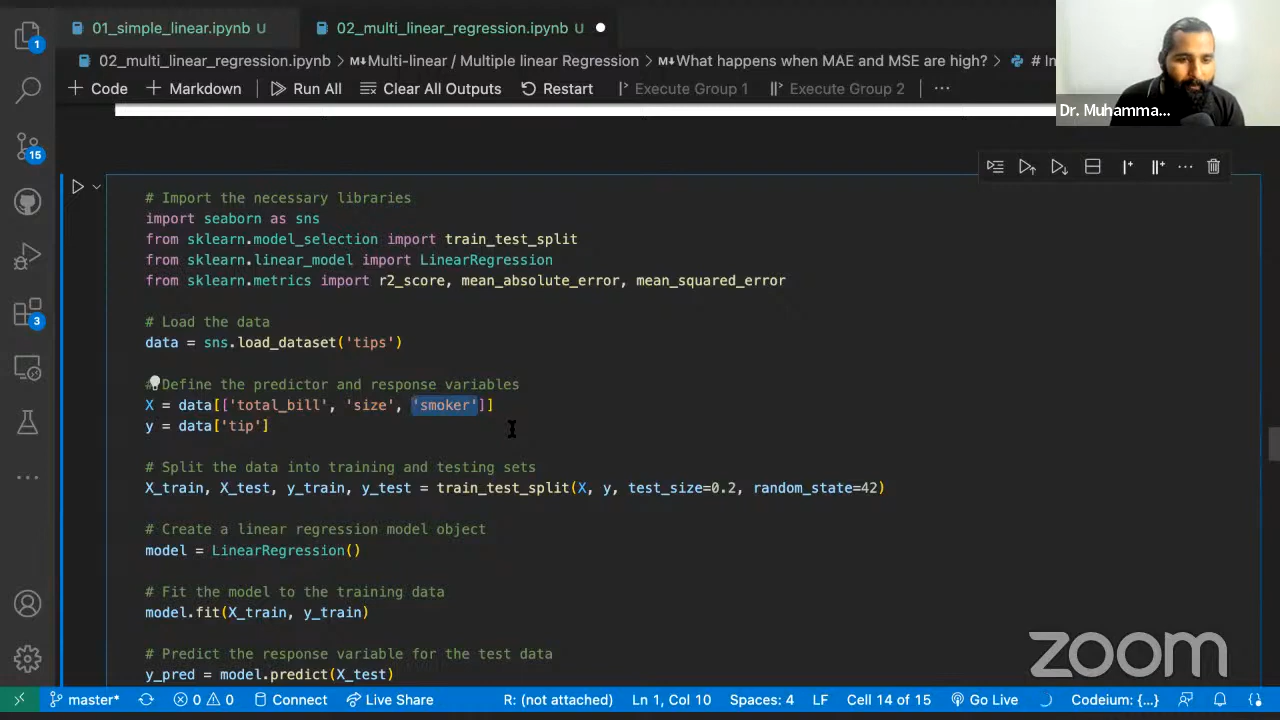 01_simple_linear.ipynb U
02_multi_linear_regression.ipynb U
02_multi_linear_regression.ipynb > M↓Multi-linear / Multiple linear Regression > M↓What happens when MAE and MSE are high? > # In
+ Code + Markdown Run All Clear All Outputs Restart Execute Group 1 Execute Group 2 ...
Dr. Muhamma...
1
15
3
# Import the necessary libraries
import seaborn as sns
from sklearn.model_selection import train_test_split
from sklearn.linear_model import LinearRegression
from sklearn.metrics import r2_score, mean_absolute_error, mean_squared_error
# Load the data
data = sns.load_dataset('tips')
# Define the predictor and response variables
X = data[['total_bill', 'size', 'smoker']]
y = data['tip']
# Split the data into training and testing sets
X_train, X_test, y_train, y_test = train_test_split(X, y, test_size=0.2, random_state=42)
# Create a linear regression model object
model = LinearRegression()
# Fit the model to the training data
model.fit(X_train, y_train)
# Predict the response variable for the test data
y_pred = model.predict(X_test)
zoom
master* 0 0 Connect Live Share R: (not attached) Ln 1, Col 10 Spaces: 4 LF Cell 14 of 15 Go Live Codeium: {...}